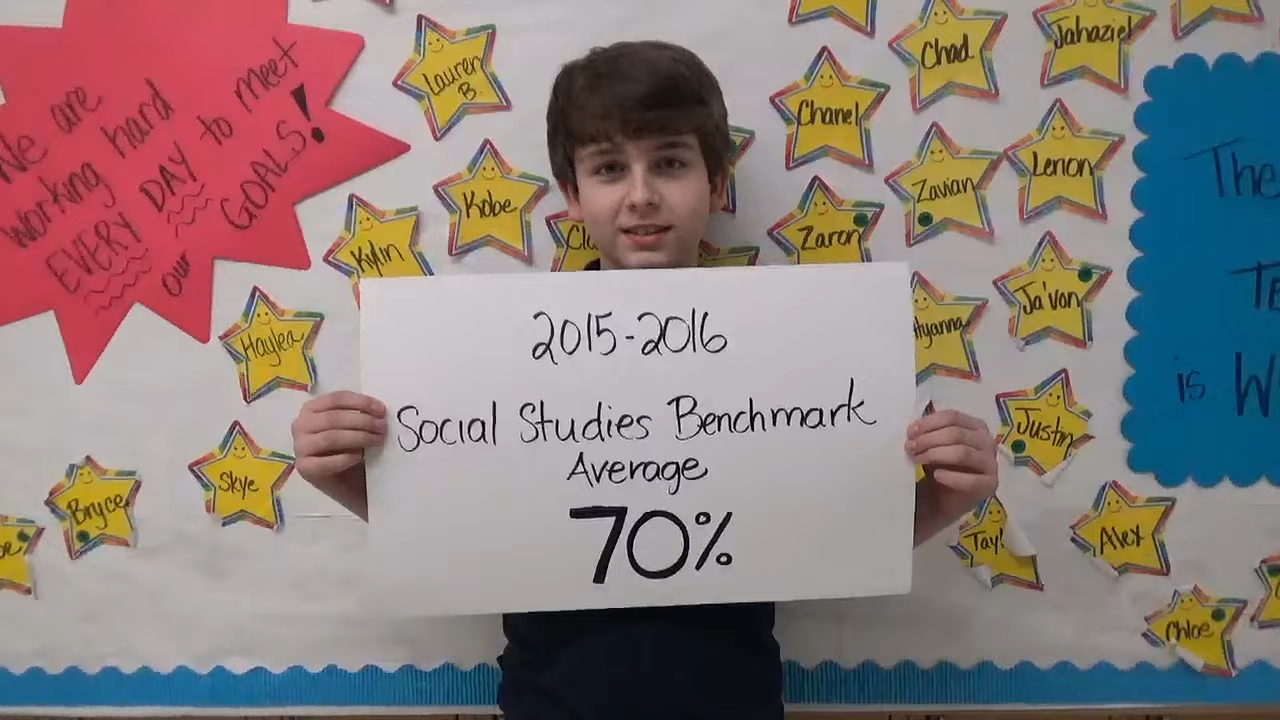 We are
working hard
EVERY DAY to meet
our GOALS!
Lauren
B.
Kobe
Kylin
Haylea
Skye
Bryce
Chad
Jahaziel
Chanel
Zavian
Lenon
Zaron
Ja'von
Justin
Alex
Chloe
2015-2016
Social Studies Benchmark
Average
70%
The
is